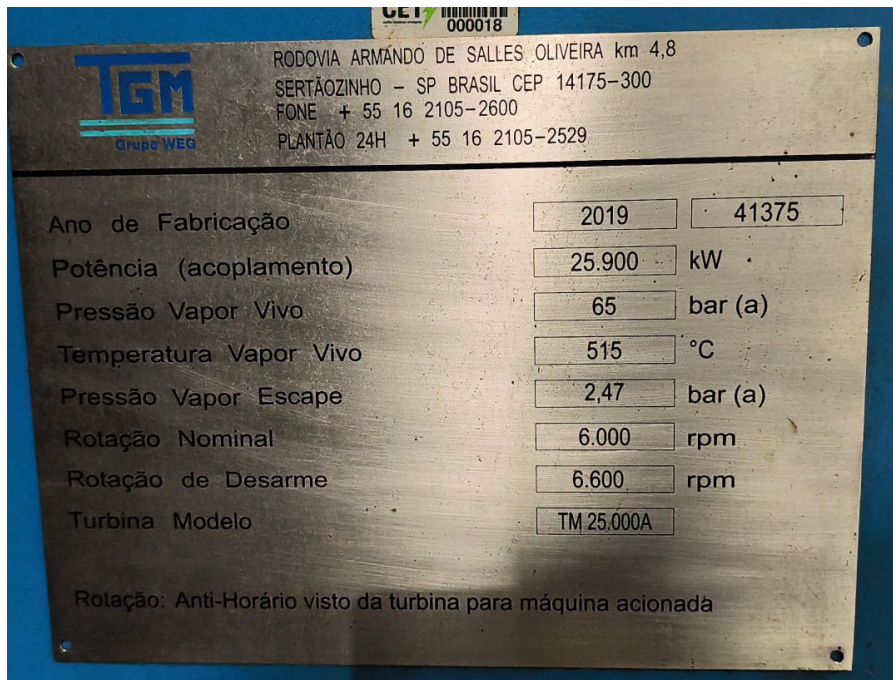 CET
000018
TGM
Grupo WEG
RODOVIA ARMANDO DE SALLES OLIVEIRA km 4,8
SERTÃOZINHO – SP BRASIL CEP 14175–300
FONE + 55 16 2105–2600
PLANTÃO 24H + 55 16 2105–2529
Ano de Fabricação 2019 41375
Potência (acoplamento) 25.900 kW
Pressão Vapor Vivo 65 bar (a)
Temperatura Vapor Vivo 515 °C
Pressão Vapor Escape 2,47 bar (a)
Rotação Nominal 6.000 rpm
Rotação de Desarme 6.600 rpm
Turbina Modelo TM 25.000A
Rotação: Anti-Horário visto da turbina para máquina acionada